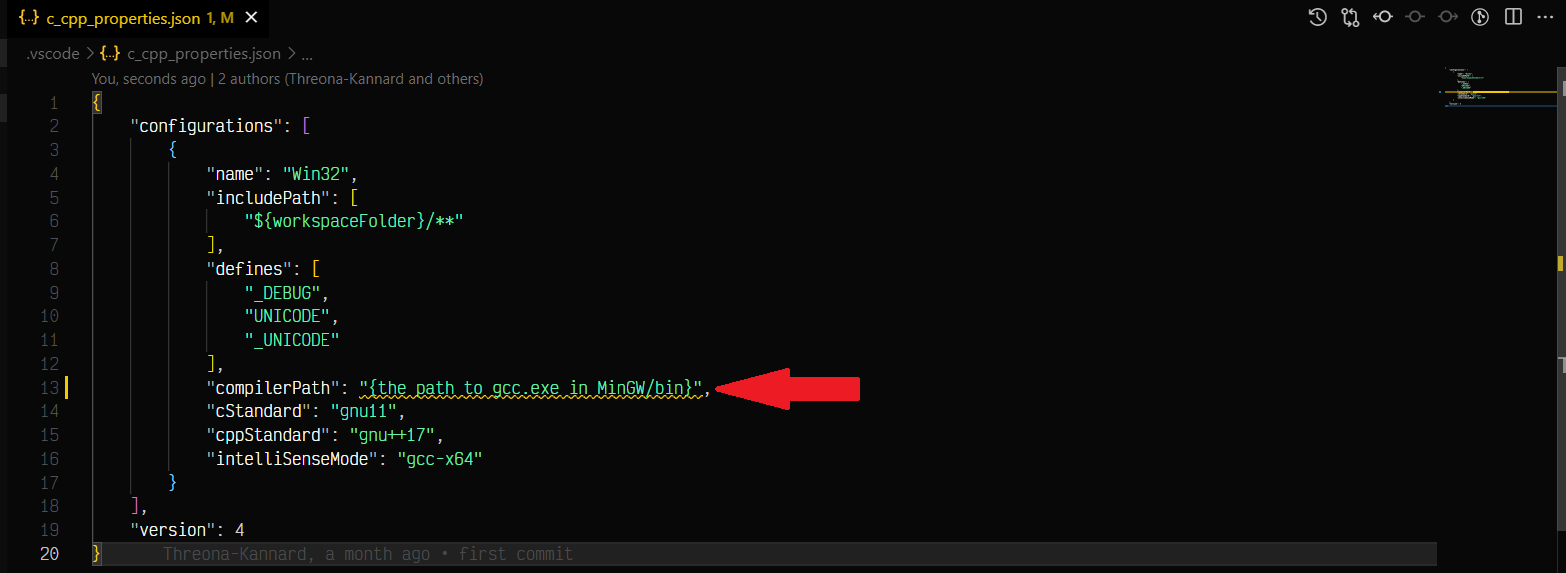 {..} c_cpp_properties.json 1, M
.vscode > {..} c_cpp_properties.json > ...
You, seconds ago | 2 authors (Threona-Kannard and others)
1 {
2 "configurations": [
3 {
4 "name": "Win32",
5 "includePath": [
6 "${workspaceFolder}/**"
7 ],
8 "defines": [
9 "_DEBUG",
10 "UNICODE",
11 "_UNICODE"
12 ],
13 "compilerPath": "{the path to gcc.exe in MinGW/bin}",
14 "cStandard": "gnu11",
15 "cppStandard": "gnu++17",
16 "intelliSenseMode": "gcc-x64"
17 }
18 ],
19 "version": 4
20 } Threona-Kannard, a month ago • first commit